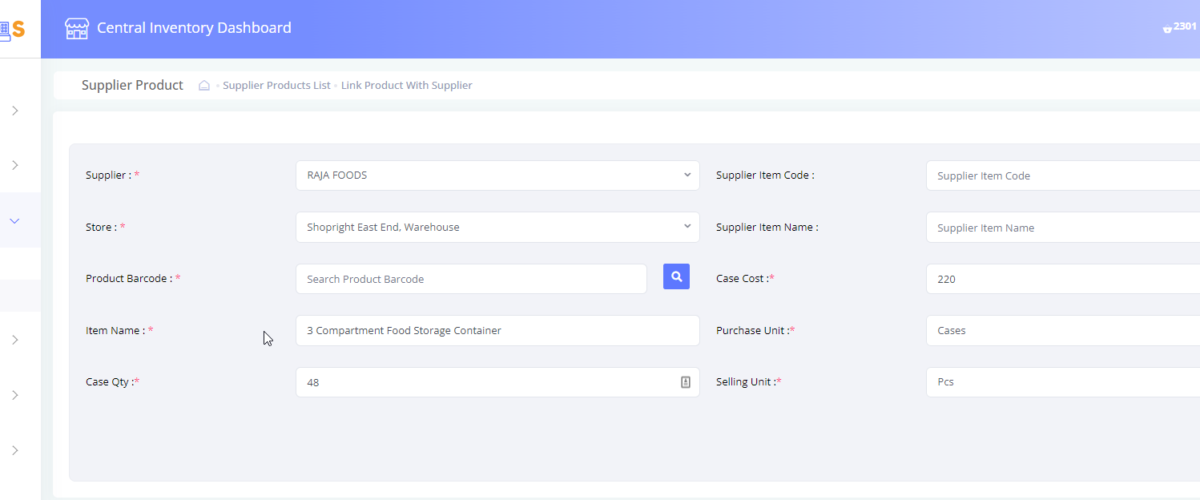 S
Central Inventory Dashboard
2301
Supplier Product
Supplier Products List
Link Product With Supplier
Supplier : *
RAJA FOODS
Supplier Item Code :
Supplier Item Code
Store : *
Shopright East End, Warehouse
Supplier Item Name :
Supplier Item Name
Product Barcode : *
Search Product Barcode
Case Cost:*
220
Item Name : *
3 Compartment Food Storage Container
Purchase Unit :*
Cases
Case Qty :*
48
Selling Unit :*
Pcs